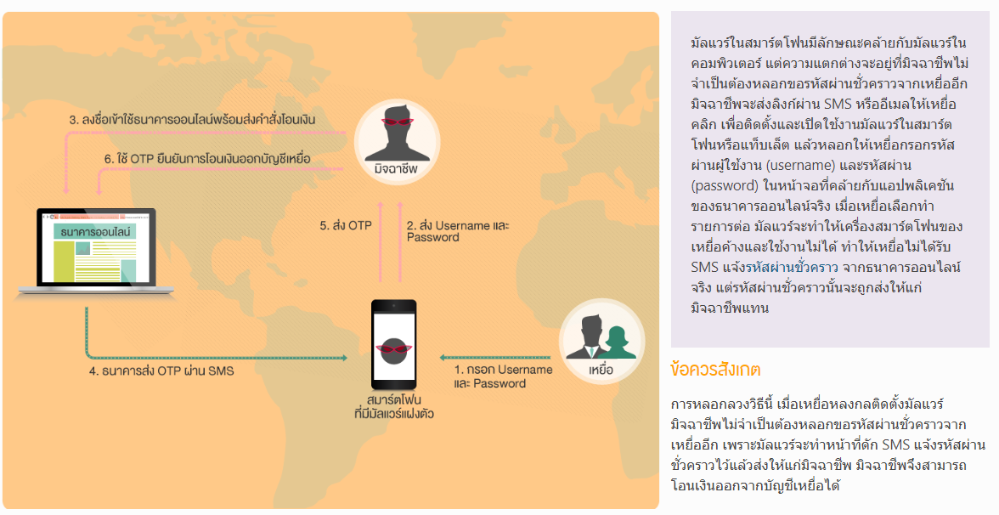 3. ลงชื่อเข้าใช้ธนาคารออนไลน์พร้อมส่งคำสั่งโอนเงิน
6. ใช้ OTP ยืนยันการโอนเงินออกบัญชีเหยื่อ
มิจฉาชีพ
ธนาคารออนไลน์
5. ส่ง OTP
2. ส่ง Username และ
Password
4. ธนาคารส่ง OTP ผ่าน SMS
สมาร์ตโฟน
ที่มีมัลแวร์แฝงตัว
1. กรอก Username
และ Password
เหยื่อ
มัลแวร์ในสมาร์ตโฟนมีลักษณะคล้ายกับมัลแวร์ใน
คอมพิวเตอร์ แต่ความแตกต่างจะอยู่ที่มิจฉาชีพไม่
จำเป็นต้องหลอกขอรหัสผ่านชั่วคราวจากเหยื่ออีก
มิจฉาชีพจะส่งลิงก์ผ่าน SMS หรืออีเมลให้เหยื่อ
คลิก เพื่อติดตั้งและเปิดใช้งานมัลแวร์ในสมาร์ต
โฟนหรือแท็บเล็ต แล้วหลอกให้เหยื่อกรอกรหัส
ผ่านผู้ใช้งาน (username) และรหัสผ่าน
(password) ในหน้าจอที่คล้ายกับแอปพลิเคชัน
ของธนาคารออนไลน์จริง เมื่อเหยื่อเลือกทำ
รายการต่อ มัลแวร์จะทำให้เครื่องสมาร์ตโฟนของ
เหยื่อค้างและใช้งานไม่ได้ ทำให้เหยื่อไม่ได้รับ
SMS แจ้งรหัสผ่านชั่วคราว จากธนาคารออนไลน์
จริง แต่รหัสผ่านชั่วคราวนั้นจะถูกส่งให้แก่
มิจฉาชีพแทน
ข้อควรสังเกต
การหลอกลวงวิธีนี้ เมื่อเหยื่อหลงกลติดตั้งมัลแวร์
มิจฉาชีพไม่จำเป็นต้องหลอกขอรหัสผ่านชั่วคราวจาก
เหยื่ออีก เพราะมัลแวร์จะทำหน้าที่ดัก SMS แจ้งรหัสผ่าน
ชั่วคราวไว้แล้วส่งให้แก่มิจฉาชีพ มิจฉาชีพจึงสามารถ
โอนเงินออกจากบัญชีเหยื่อได้